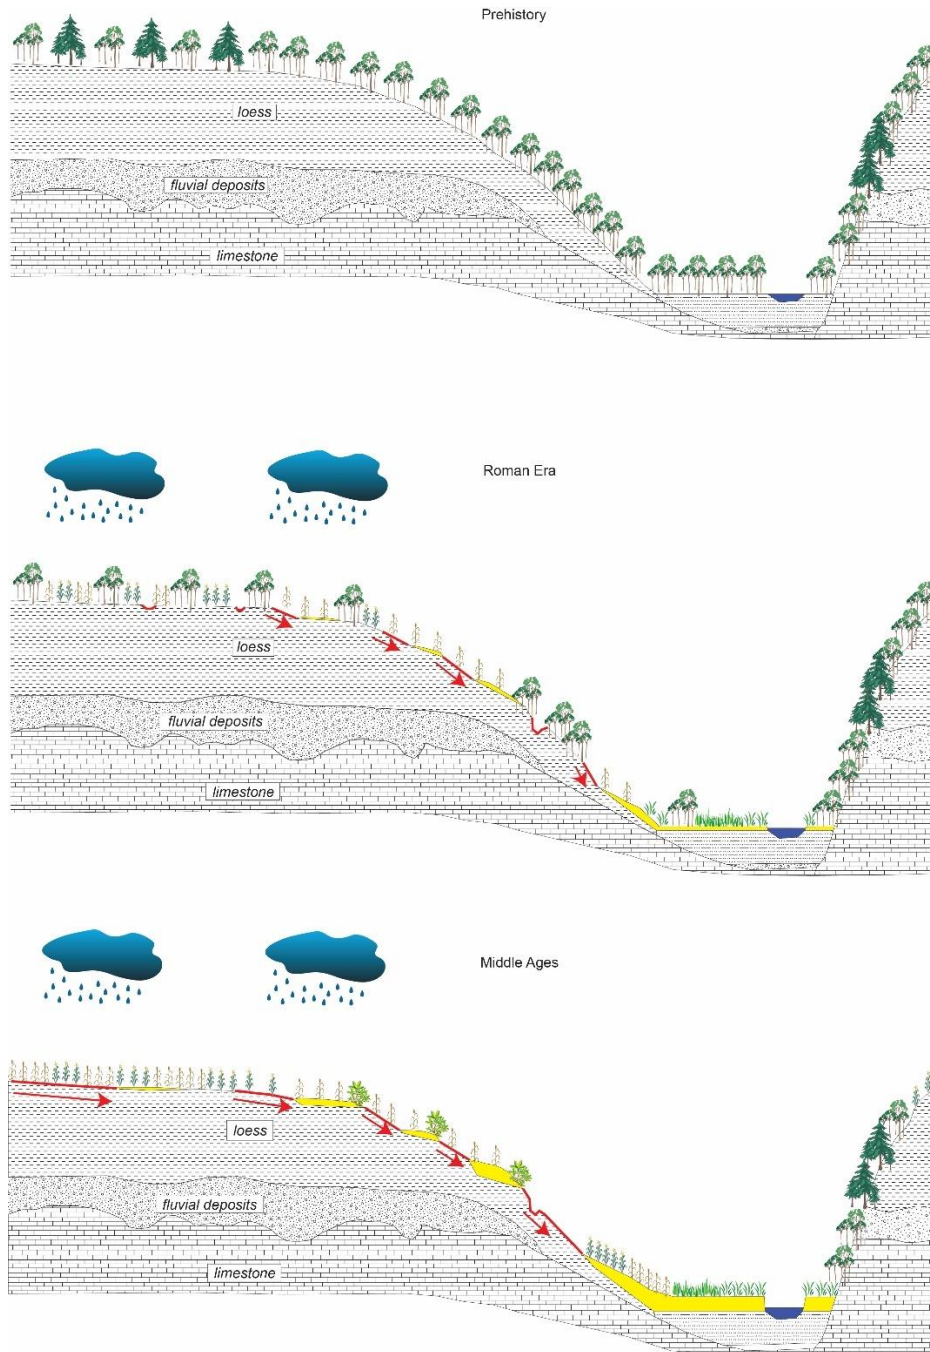 Prehistory
loess
fluvial deposits
limestone
Roman Era
loess
fluvial deposits
limestone
Middle Ages
loess
fluvial deposits
limestone